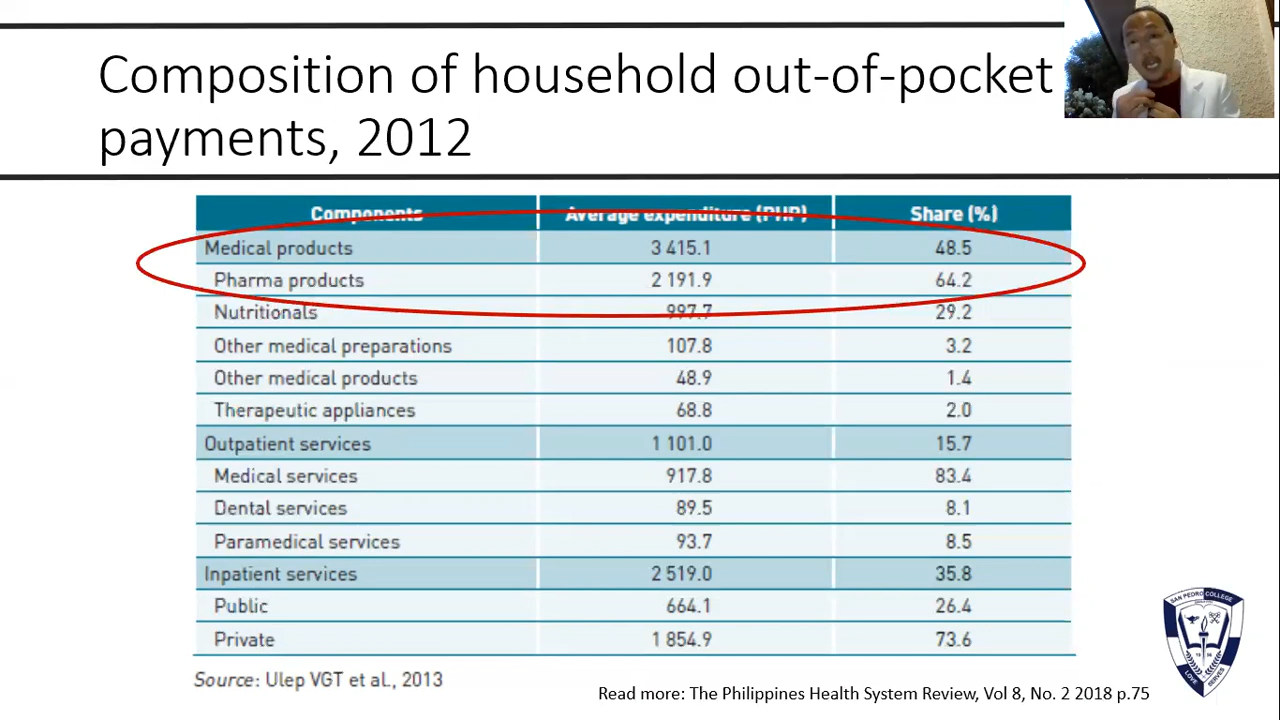 Composition of household out-of-pocket
payments, 2012
Components Average expenditure (PHP) Share (%)
Medical products 3 415.1 48.5
Pharma products 2 191.9 64.2
Nutritionals 997.7 29.2
Other medical preparations 107.8 3.2
Other medical products 48.9 1.4
Therapeutic appliances 68.8 2.0
Outpatient services 1 101.0 15.7
Medical services 917.8 83.4
Dental services 89.5 8.1
Paramedical services 93.7 8.5
Inpatient services 2 519.0 35.8
Public 664.1 26.4
Private 1 854.9 73.6
Source: Ulep VGT et al., 2013
Read more: The Philippines Health System Review, Vol 8, No. 2 2018 p.75
SAN PEDRO COLLEGE
LOVE SERVES